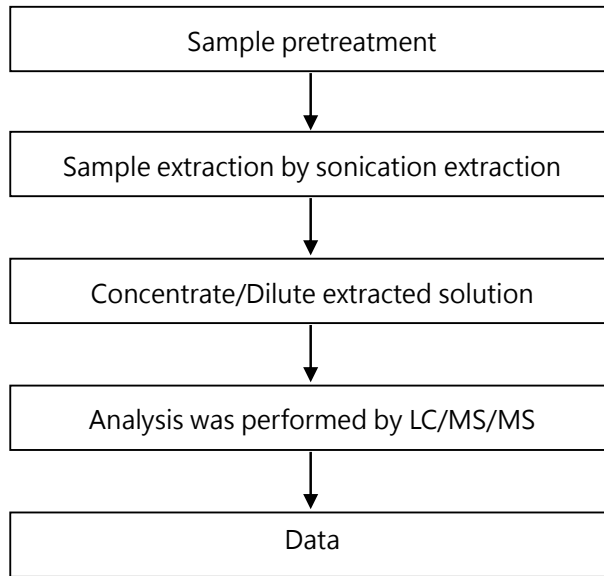 Sample pretreatment
Sample extraction by sonication extraction
Concentrate/Dilute extracted solution
Analysis was performed by LC/MS/MS
Data